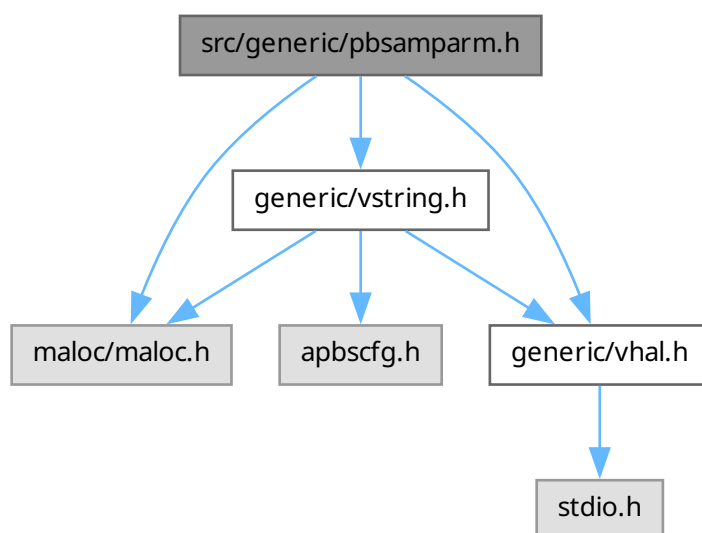 src/generic/pbsamparm.h
generic/vstring.h
maloc/maloc.h
apbscfg.h
generic/vhal.h
stdio.h